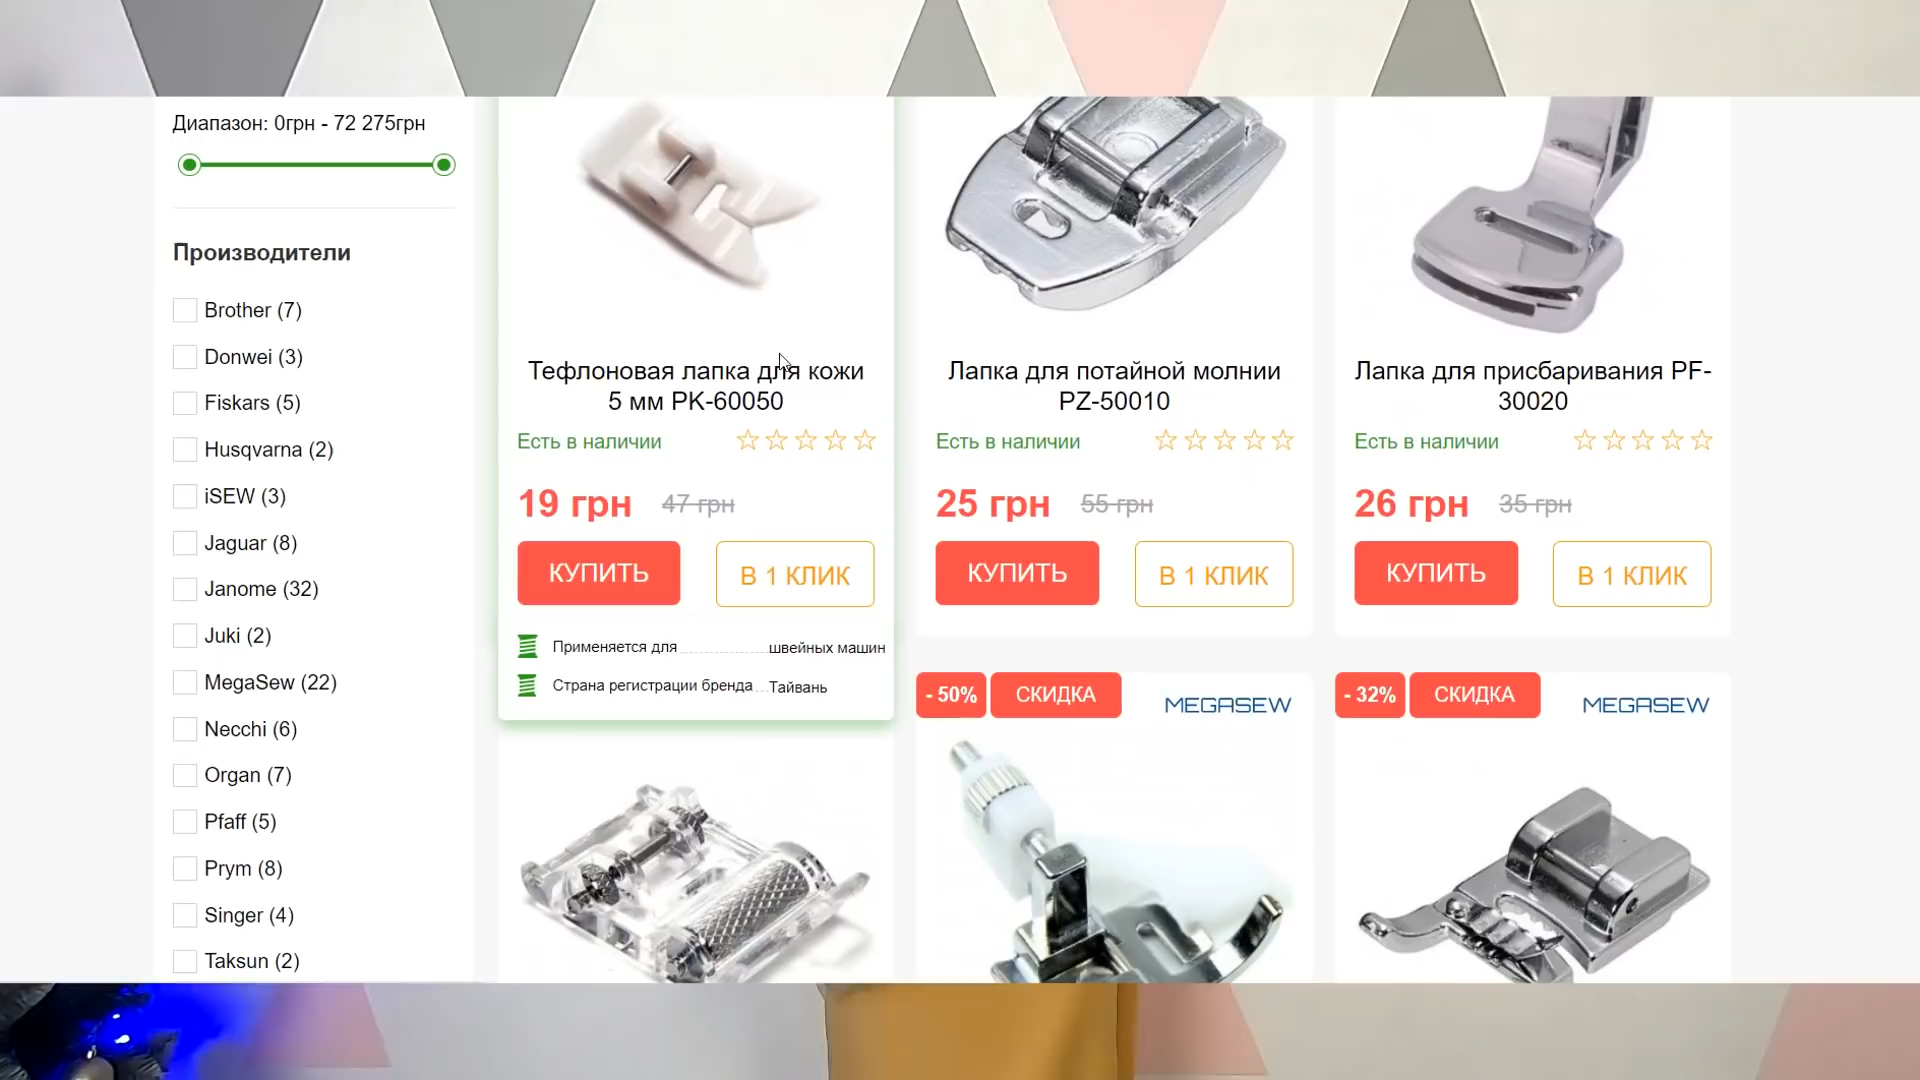 Диапазон: 0грн - 72 275грн
Производители
Brother (7)
Donwei (3)
Fiskars (5)
Husqvarna (2)
iSEW (3)
Jaguar (8)
Janome (32)
Juki (2)
MegaSew (22)
Necchi (6)
Organ (7)
Pfaff (5)
Prym (8)
Singer (4)
Taksun (2)
Тефлоновая лапка для кожи
5 мм PK-60050
Есть в наличии
19 грн 47 грн
КУПИТЬ В 1 КЛИК
Применяется для швейных машин
Страна регистрации бренда Тайвань
Лапка для потайной молнии
PZ-50010
Есть в наличии
25 грн 55 грн
КУПИТЬ В 1 КЛИК
Лапка для присбаривания PF-
30020
Есть в наличии
26 грн 35 грн
КУПИТЬ В 1 КЛИК
- 50% СКИДКА MEGASEW
- 32% СКИДКА MEGASEW